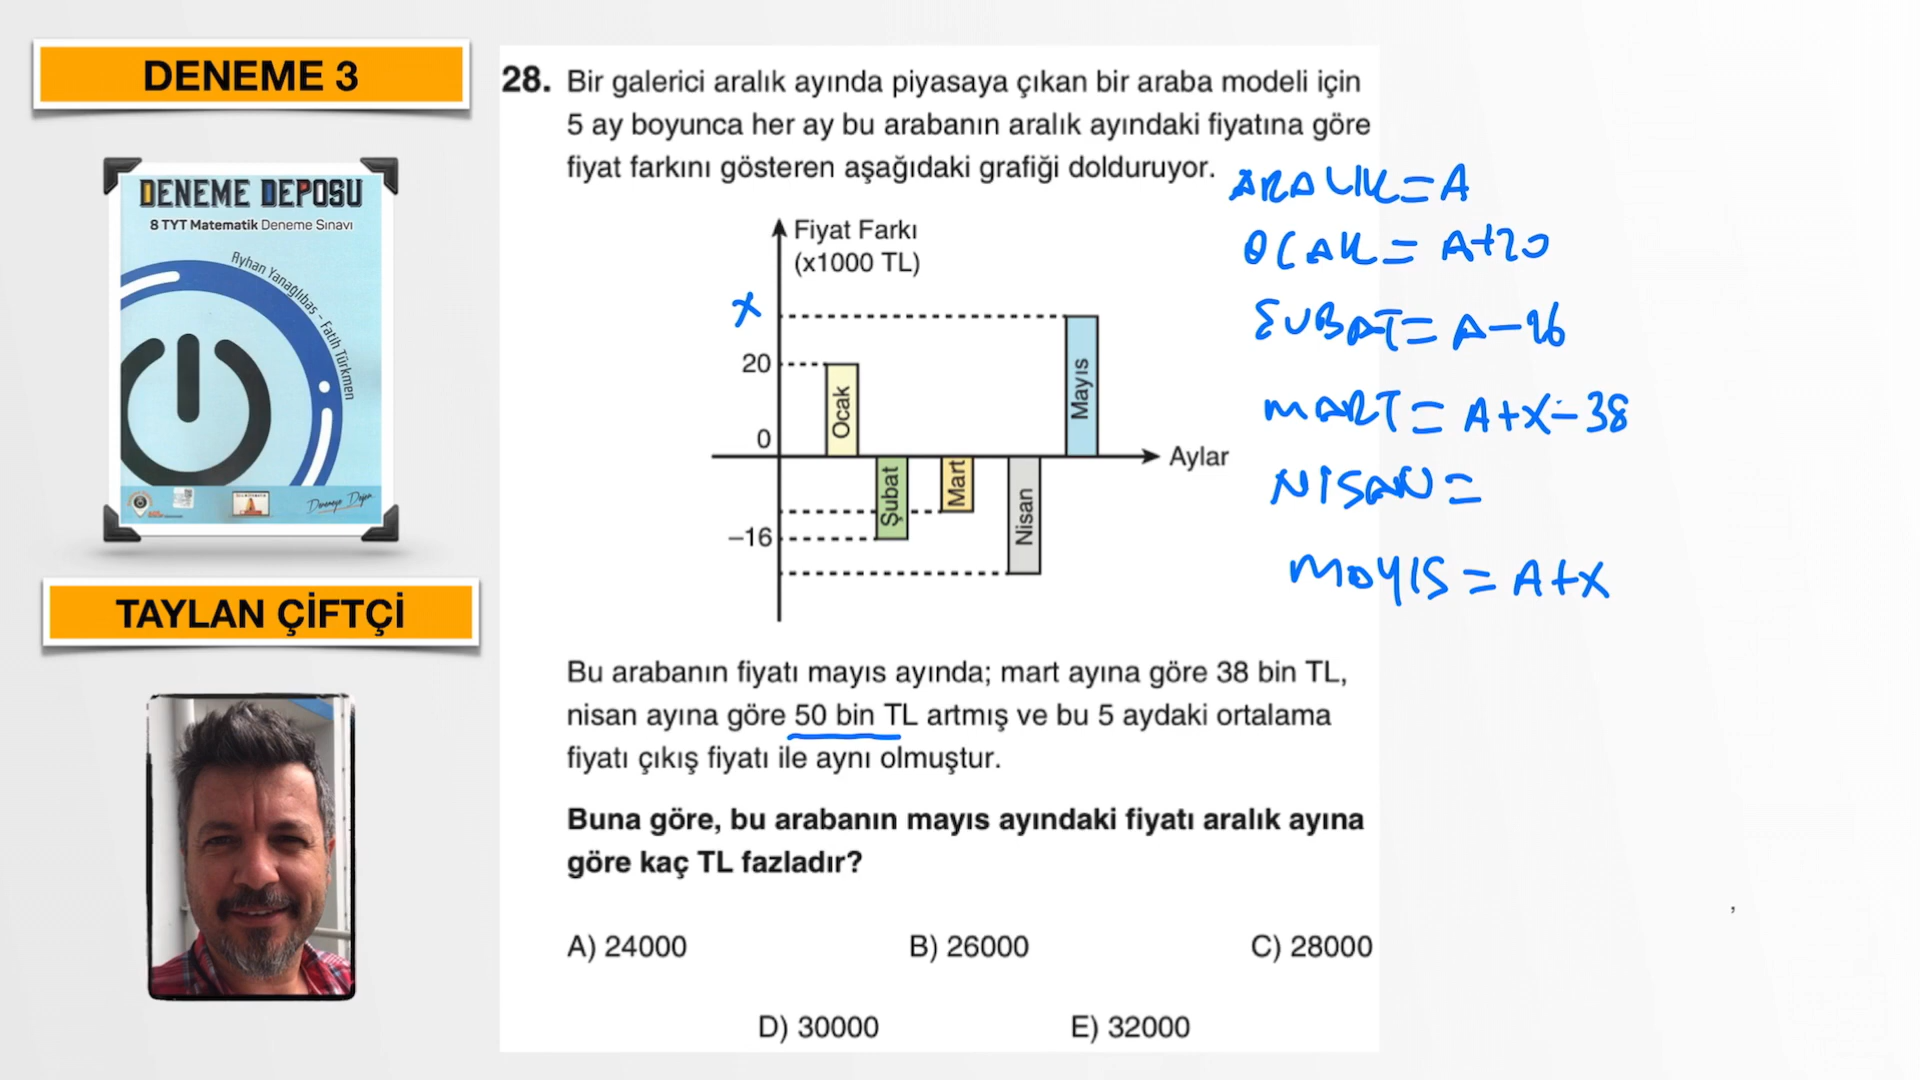 DENEME 3
DENEME DEPOSU
8 TYT Matematik Deneme Sınavı
Ayhan Yanağlıbaş - Fatih Türkmen
TAYLAN ÇİFTÇİ
28. Bir galerici aralık ayında piyasaya çıkan bir araba modeli için
5 ay boyunca her ay bu arabanın aralık ayındaki fiyatına göre
fiyat farkını gösteren aşağıdaki grafiği dolduruyor.
Fiyat Farkı
(x1000 TL)
x
20
0
-16
Ocak
Şubat
Mart
Nisan
Mayıs
Aylar
ARALIK = A
OCAK = A+20
ŞUBAT = A-16
MART = A+x-38
NİSAN =
MAYIS = A+x
Bu arabanın fiyatı mayıs ayında; mart ayına göre 38 bin TL,
nisan ayına göre 50 bin TL artmış ve bu 5 aydaki ortalama
fiyatı çıkış fiyatı ile aynı olmuştur.
Buna göre, bu arabanın mayıs ayındaki fiyatı aralık ayına
göre kaç TL fazladır?
A) 24000
B) 26000
C) 28000
D) 30000
E) 32000